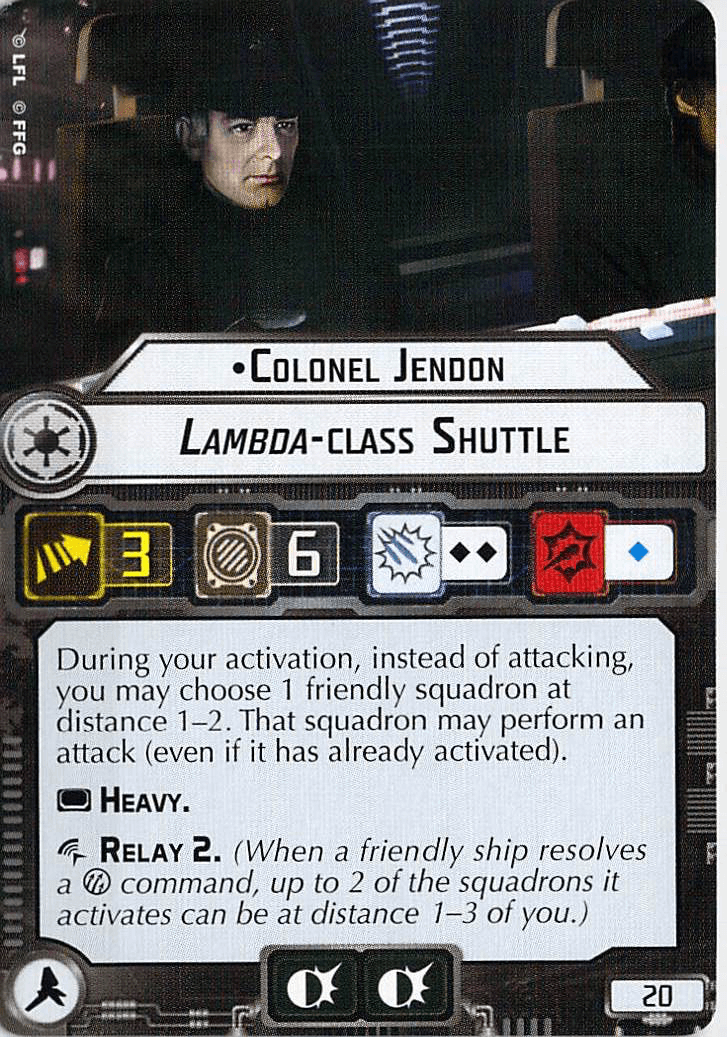 © LFL © FFG
•COLONEL JENDON
LAMBDA-CLASS SHUTTLE
3 6
During your activation, instead of attacking,
you may choose 1 friendly squadron at
distance 1–2. That squadron may perform an
attack (even if it has already activated).
HEAVY.
RELAY 2. (When a friendly ship resolves
a command, up to 2 of the squadrons it
activates can be at distance 1–3 of you.)
20